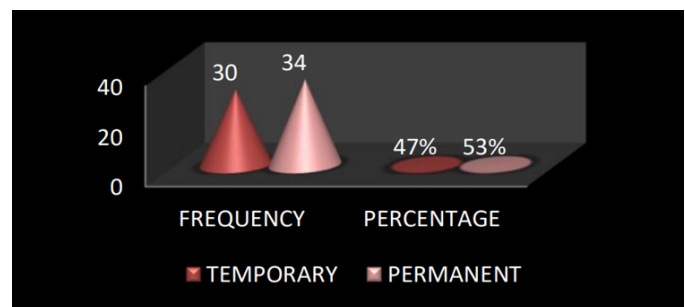 40
20
0
30
34
47%
53%
FREQUENCY
PERCENTAGE
TEMPORARY
PERMANENT